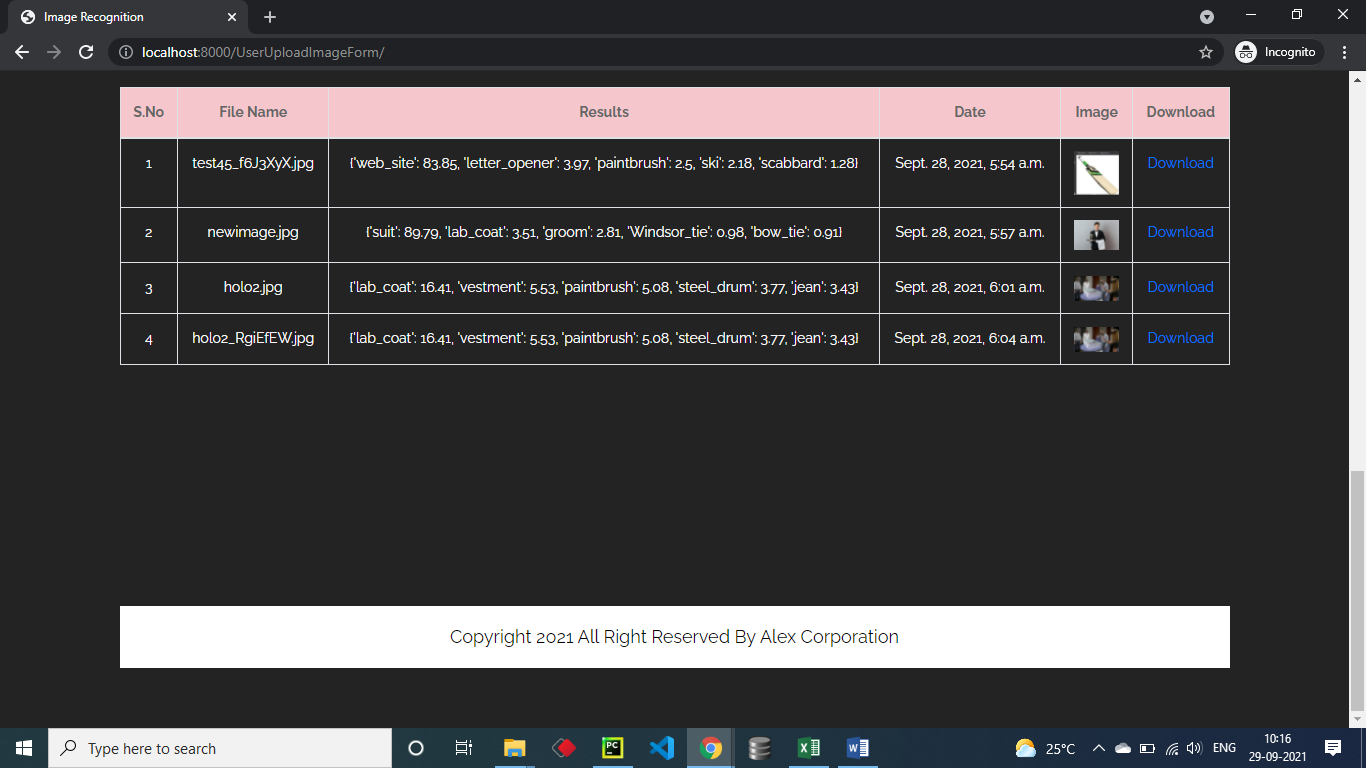 Image Recognition
localhost:8000/UserUploadImageForm/
Incognito
S.No File Name Results Date Image Download
1 test45_f6J3XyX.jpg {'web_site': 83.85, 'letter_opener': 3.97, 'paintbrush': 2.5, 'ski': 2.18, 'scabbard': 1.28} Sept. 28, 2021, 5:54 a.m. Download
2 newimage.jpg {'suit': 89.79, 'lab_coat': 3.51, 'groom': 2.81, 'Windsor_tie': 0.98, 'bow_tie': 0.91} Sept. 28, 2021, 5:57 a.m. Download
3 holo2.jpg {'lab_coat': 16.41, 'vestment': 5.53, 'paintbrush': 5.08, 'steel_drum': 3.77, 'jean': 3.43} Sept. 28, 2021, 6:01 a.m. Download
4 holo2_RgiEfEW.jpg {'lab_coat': 16.41, 'vestment': 5.53, 'paintbrush': 5.08, 'steel_drum': 3.77, 'jean': 3.43} Sept. 28, 2021, 6:04 a.m. Download
Copyright 2021 All Right Reserved By Alex Corporation
Type here to search
PC
25°C
ENG
10:16
29-09-2021